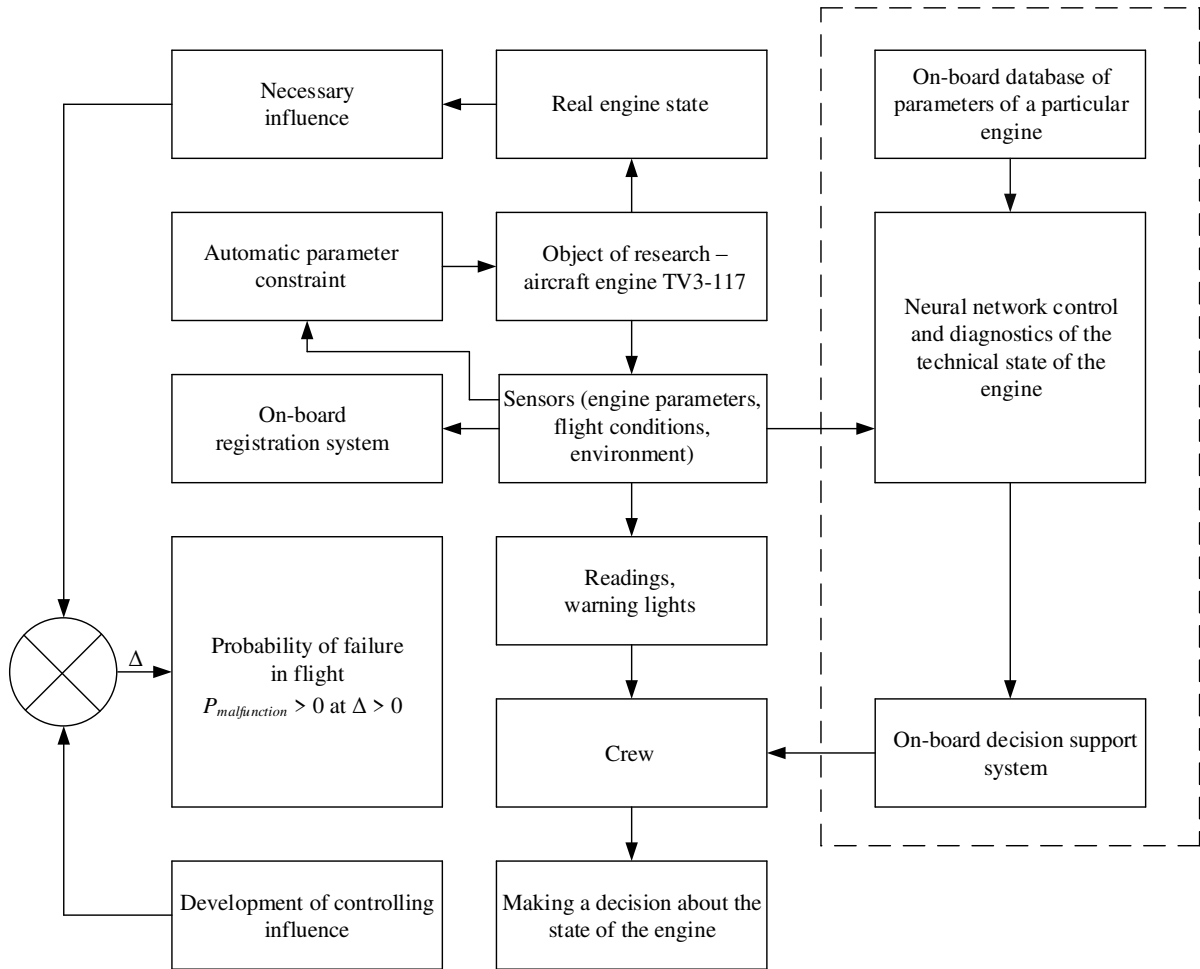 Necessary
influence
Real engine state
On-board database of
parameters of a particular
engine
Automatic parameter
constraint
Object of research –
aircraft engine TV3-117
Neural network control
and diagnostics of the
technical state of the
engine
On-board
registration system
Sensors (engine parameters,
flight conditions,
environment)
Readings,
warning lights
Δ
Probability of failure
in flight
P malfunction > 0 at Δ > 0
Crew
On-board decision support
system
Development of controlling
influence
Making a decision about the
state of the engine